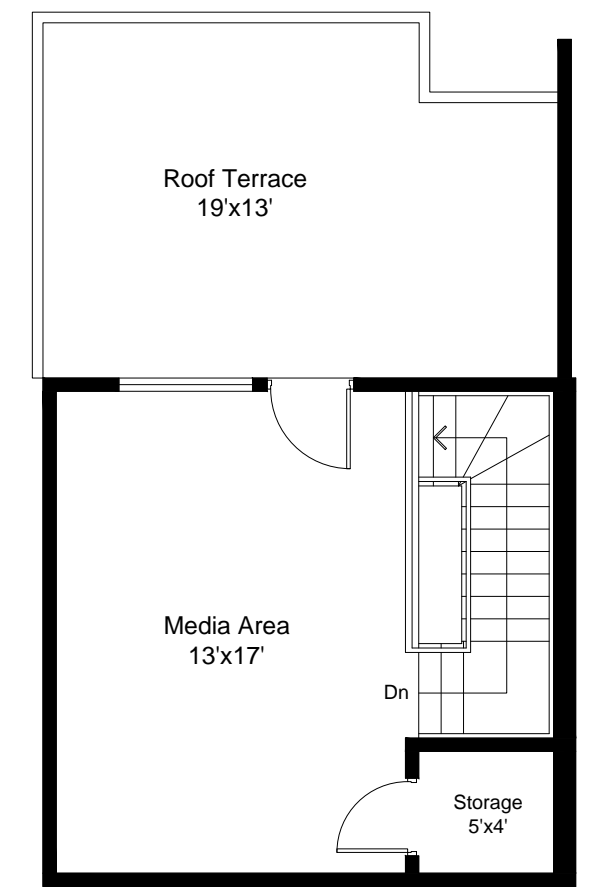 Roof Terrace
19'x13'
Media Area
13'x17'
Dn
Storage
5'x4'